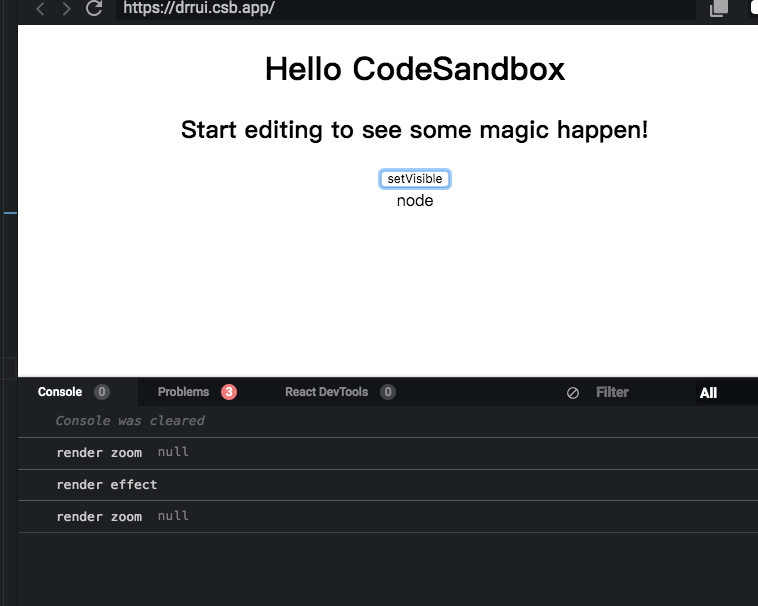 https://drrui.csb.app/
Hello CodeSandbox
Start editing to see some magic happen!
setVisible
node
Console 0 Problems 3 React DevTools 0 Filter All
Console was cleared
render zoom null
render effect
render zoom null